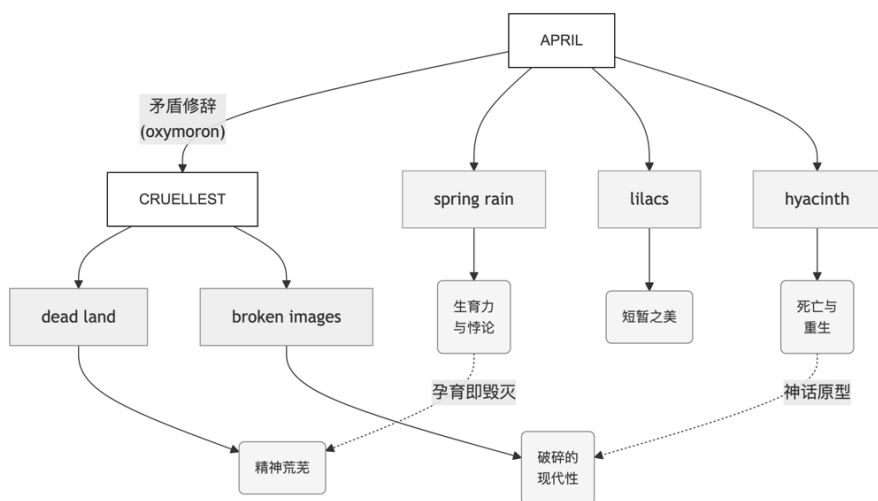 APRIL
矛盾修辞
(oxymoron)
CRUELLEST
spring rain
lilacs
hyacinth
dead land
broken images
生育力
与悖论
短暂之美
死亡与
重生
孕育即毁灭
神话原型
精神荒芜
破碎的
现代性